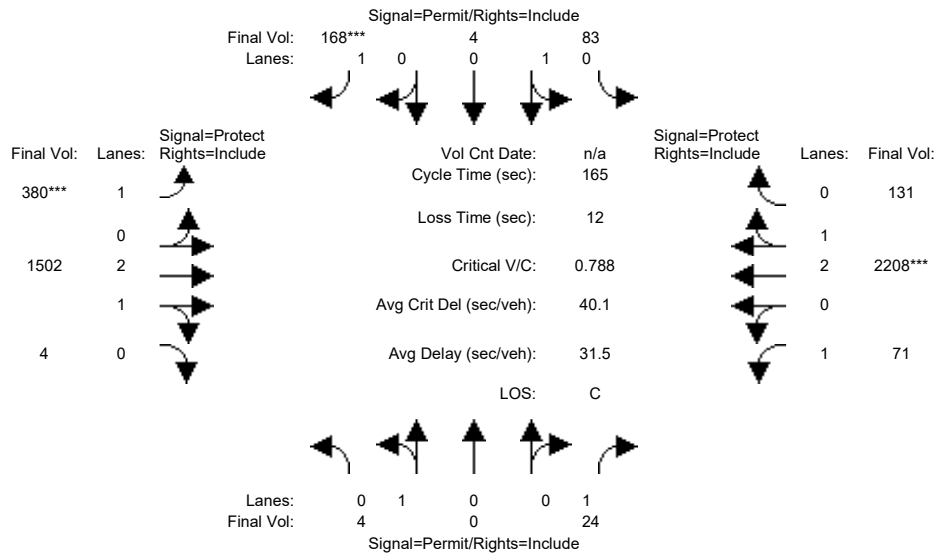 Signal=Permit/Rights=Include
Final Vol: 168*** 4 83
Lanes: 1 0 0 1 0
Signal=Protect Signal=Protect
Final Vol: Lanes: Rights=Include Vol Cnt Date: n/a Rights=Include Lanes: Final Vol:
Cycle Time (sec): 165
380*** 1 0 131
Loss Time (sec): 12
0 1
1502 2 Critical V/C: 0.788 2 2208***
1 Avg Crit Del (sec/veh): 40.1 0
4 0 Avg Delay (sec/veh): 31.5 1 71
LOS: C
Lanes: 0 1 0 0 1
Final Vol: 4 0 24
Signal=Permit/Rights=Include